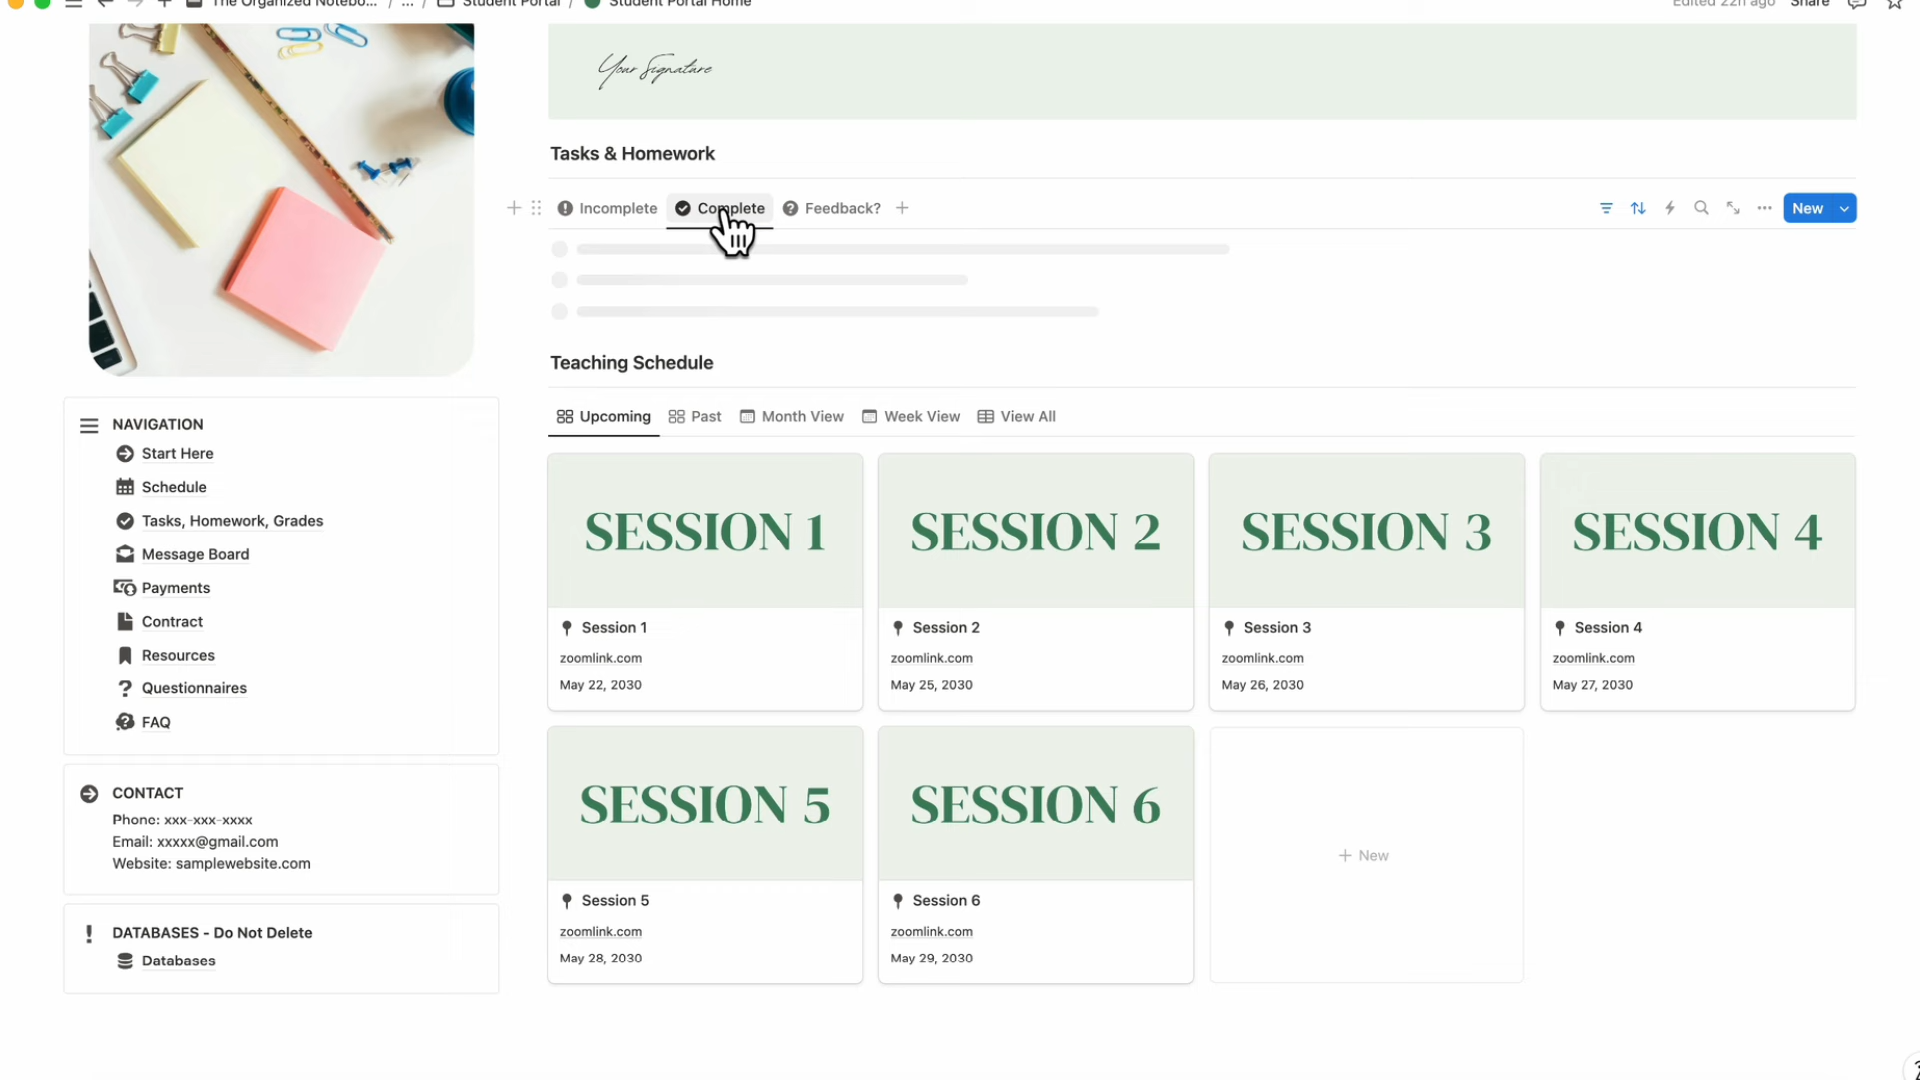 The Organized Notebo... / ... / Student Portal / Student Portal Home
Edited 22h ago Share
Your Signature
Tasks & Homework
Incomplete Complete Feedback?
New
Teaching Schedule
Upcoming Past Month View Week View View All
SESSION 1 SESSION 2 SESSION 3 SESSION 4
Session 1 Session 2 Session 3 Session 4
zoomlink.com zoomlink.com zoomlink.com zoomlink.com
May 22, 2030 May 25, 2030 May 26, 2030 May 27, 2030
SESSION 5 SESSION 6
+ New
Session 5 Session 6
zoomlink.com zoomlink.com
May 28, 2030 May 29, 2030
NAVIGATION
Start Here
Schedule
Tasks, Homework, Grades
Message Board
Payments
Contract
Resources
Questionnaires
FAQ
CONTACT
Phone: xxx-xxx-xxxx
Email: xxxxx@gmail.com
Website: samplewebsite.com
DATABASES - Do Not Delete
Databases